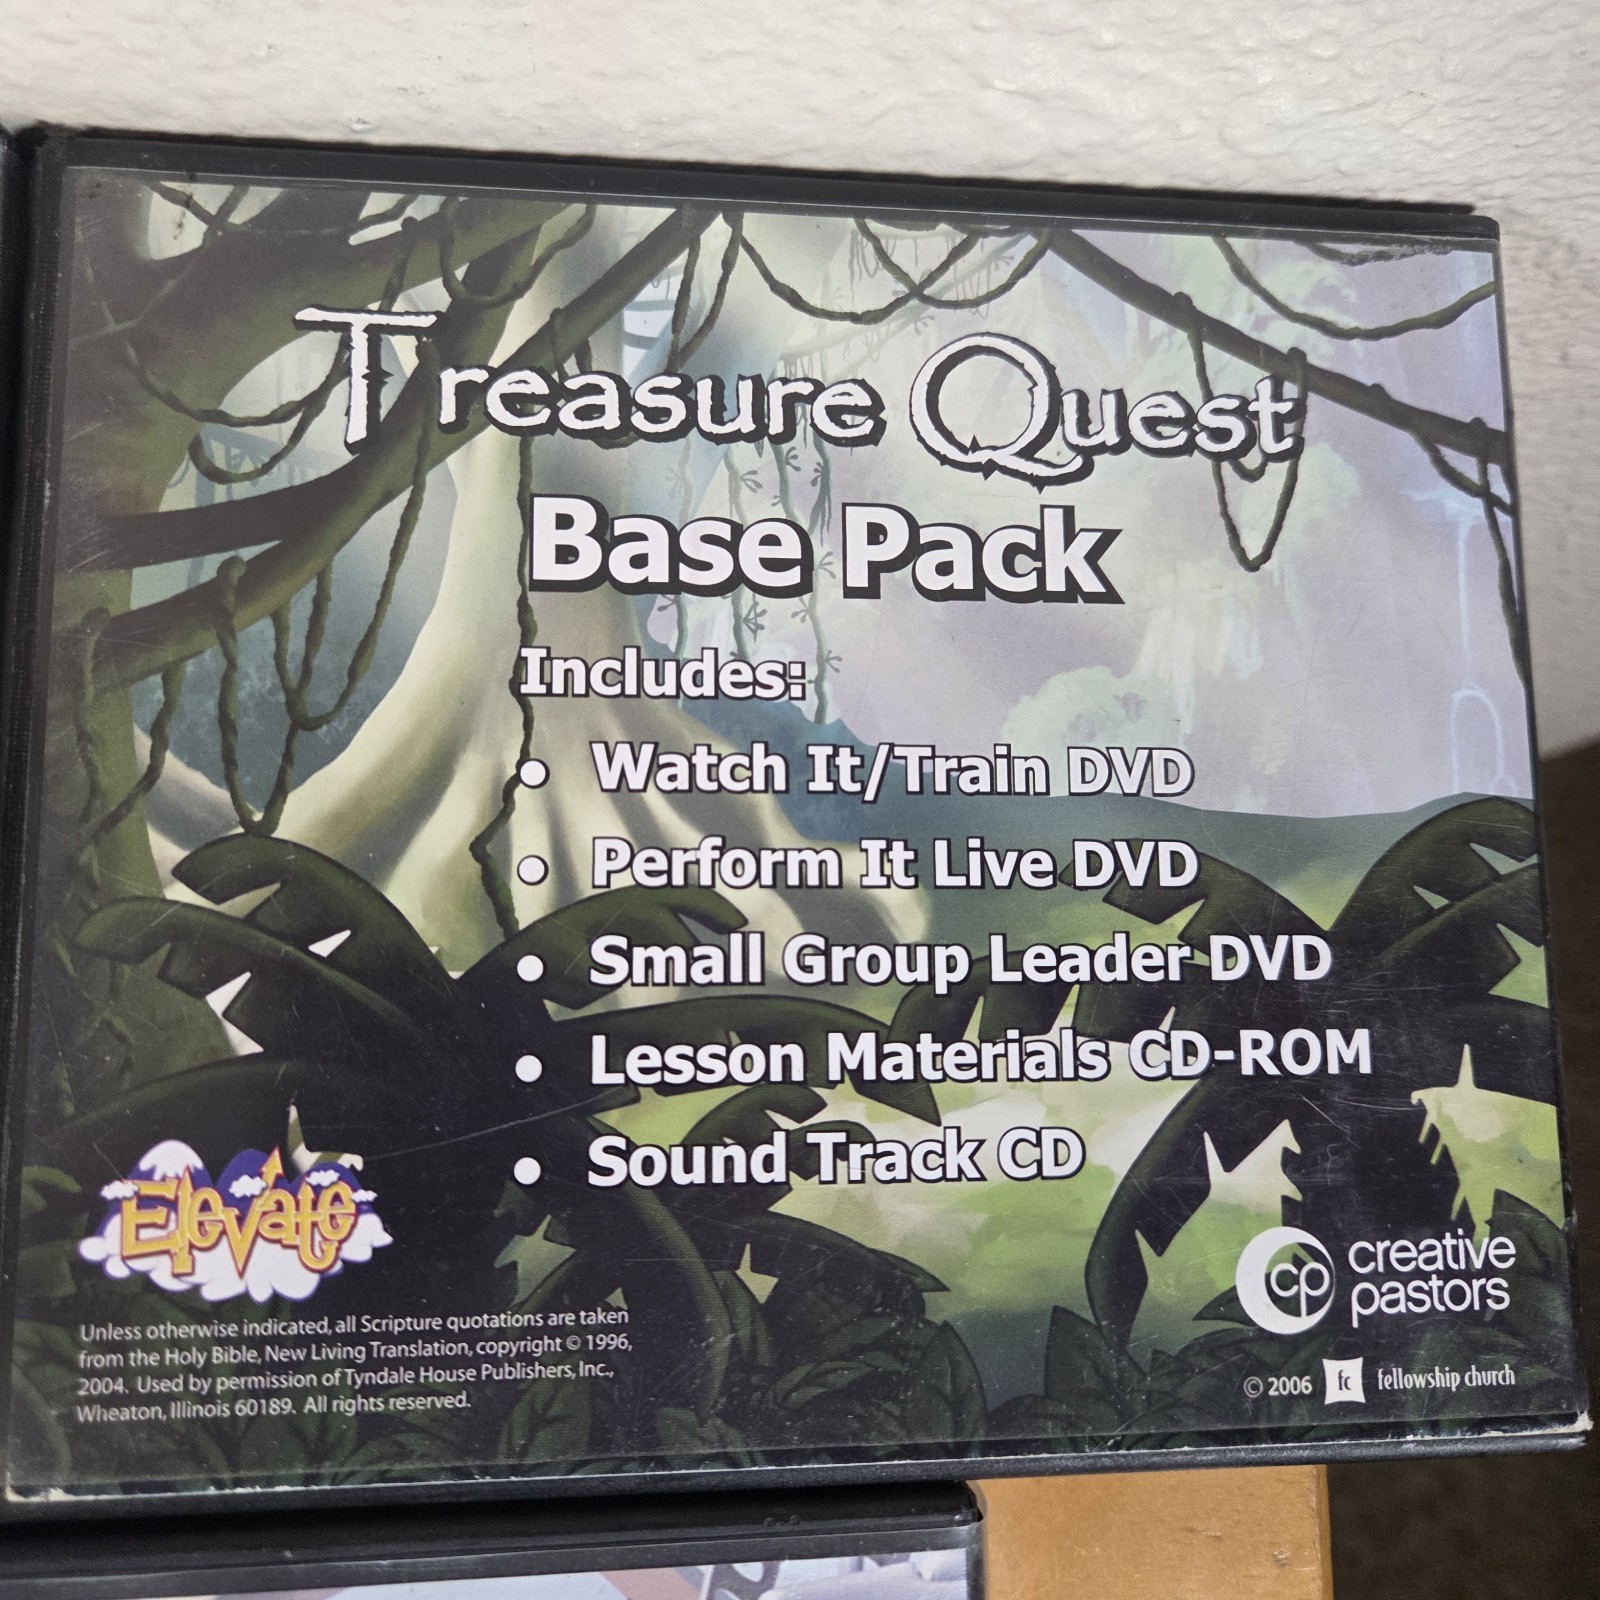 Treasure Quest
Base Pack
Includes:
• Watch It/Train DVD
• Perform It Live DVD
• Small Group Leader DVD
• Lesson Materials CD-ROM
• Sound Track CD
Elevate
Unless otherwise indicated, all Scripture quotations are taken
from the Holy Bible, New Living Translation, copyright © 1996,
2004. Used by permission of Tyndale House Publishers, Inc.,
Wheaton, Illinois 60189. All rights reserved.
cp creative
pastors
© 2006 fc fellowship church